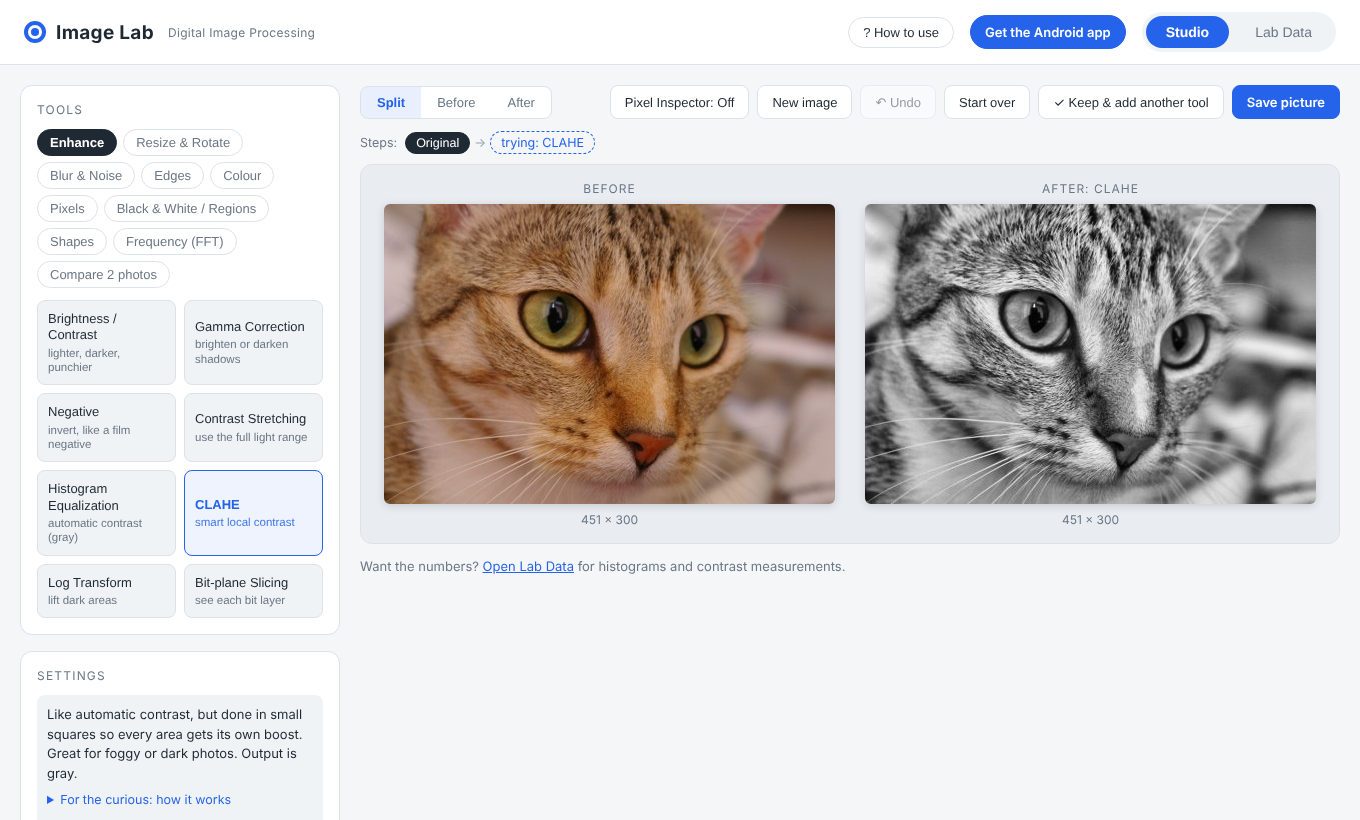 Image Lab
Digital Image Processing
? How to use
Get the Android app
Studio
Lab Data
TOOLS
Enhance
Resize & Rotate
Blur & Noise
Edges
Colour
Pixels
Black & White / Regions
Shapes
Frequency (FFT)
Compare 2 photos
Brightness /
Contrast
lighter, darker,
punchier
Gamma Correction
brighten or darken
shadows
Negative
invert, like a film
negative
Contrast Stretching
use the full light range
Histogram
Equalization
automatic contrast
(gray)
CLAHE
smart local contrast
Log Transform
lift dark areas
Bit-plane Slicing
see each bit layer
SETTINGS
Like automatic contrast, but done in small
squares so every area gets its own boost.
Great for foggy or dark photos. Output is
gray.
▶ For the curious: how it works
Split
Before
After
Pixel Inspector: Off
New image
↶ Undo
Start over
✓ Keep & add another tool
Save picture
Steps: Original → trying: CLAHE
BEFORE
451 × 300
AFTER: CLAHE
451 × 300
Want the numbers? Open Lab Data for histograms and contrast measurements.